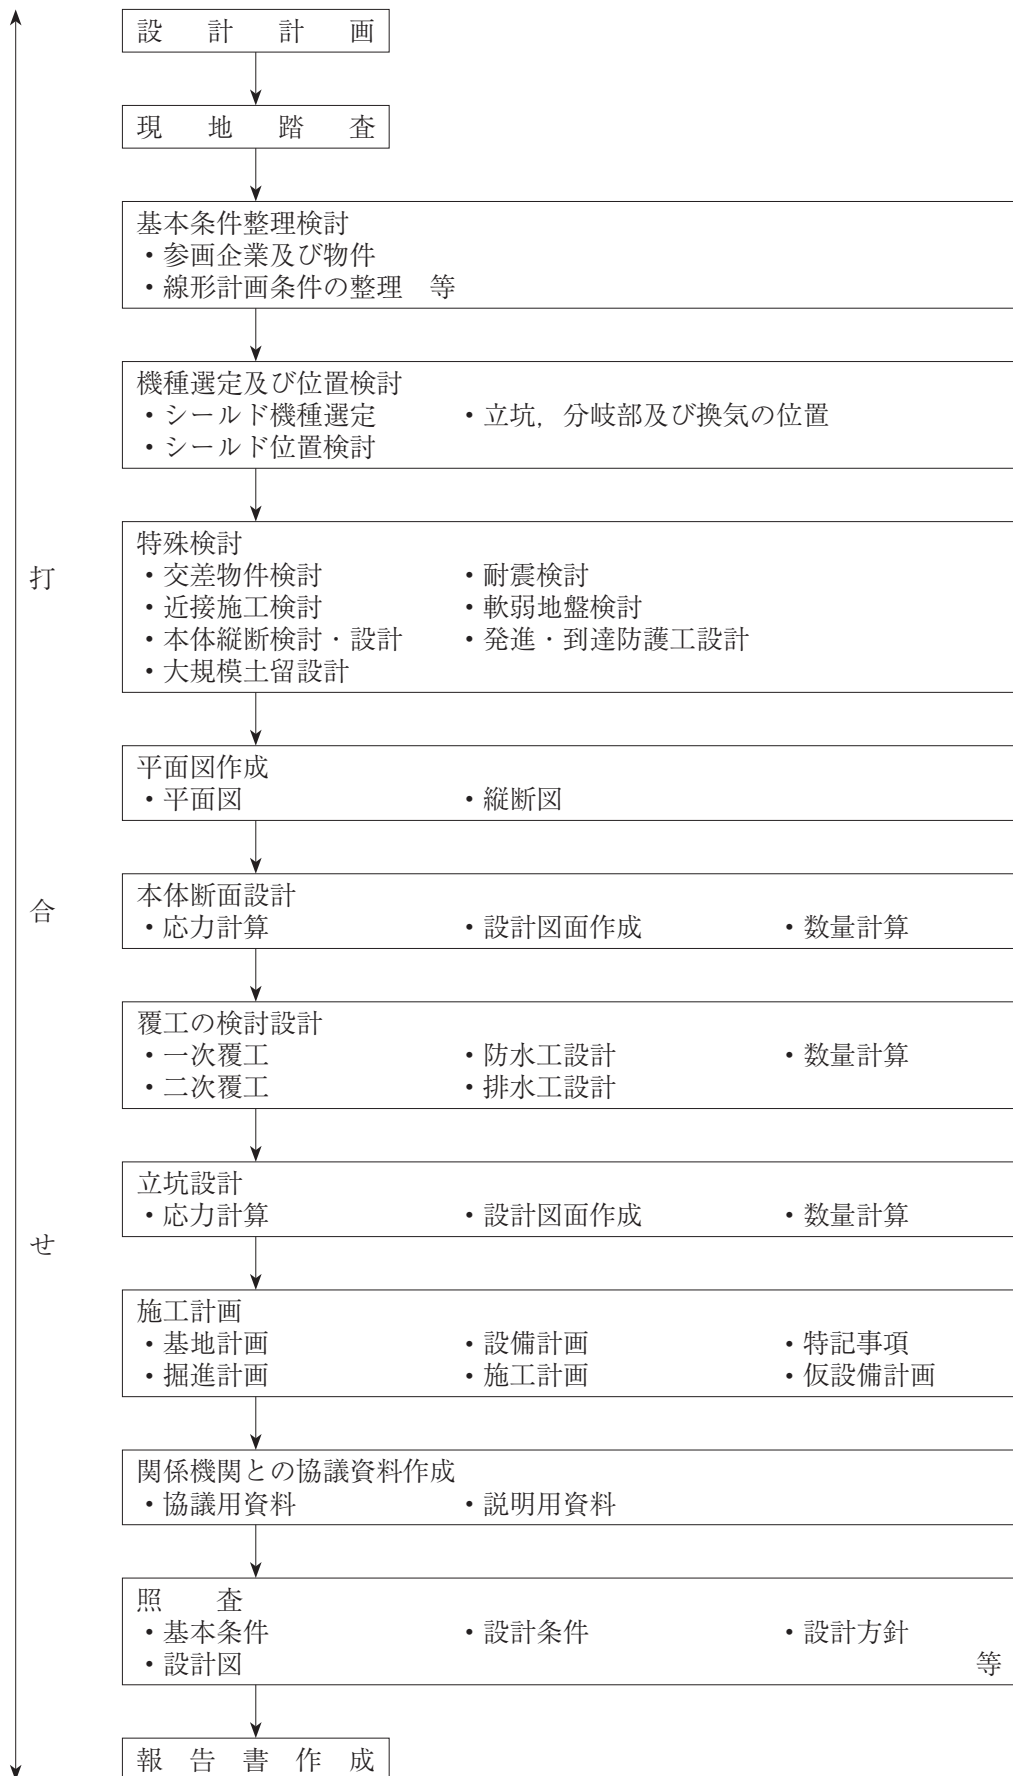 設計計画
現地踏査
基本条件整理検討
・参画企業及び物件
・線形計画条件の整理　等
機種選定及び位置検討
・シールド機種選定　・立坑，分岐部及び換気の位置
・シールド位置検討
特殊検討
・交差物件検討　・耐震検討
・近接施工検討　・軟弱地盤検討
・本体縦断検討・設計　・発進・到達防護工設計
・大規模土留設計
平面図作成
・平面図　・縦断図
本体断面設計
・応力計算　・設計図面作成　・数量計算
覆工の検討設計
・一次覆工　・防水工設計　・数量計算
・二次覆工　・排水工設計
立坑設計
・応力計算　・設計図面作成　・数量計算
施工計画
・基地計画　・設備計画　・特記事項
・掘進計画　・施工計画　・仮設備計画
関係機関との協議資料作成
・協議用資料　・説明用資料
照査
・基本条件　・設計条件　・設計方針
・設計図　等
報告書作成
打合せ